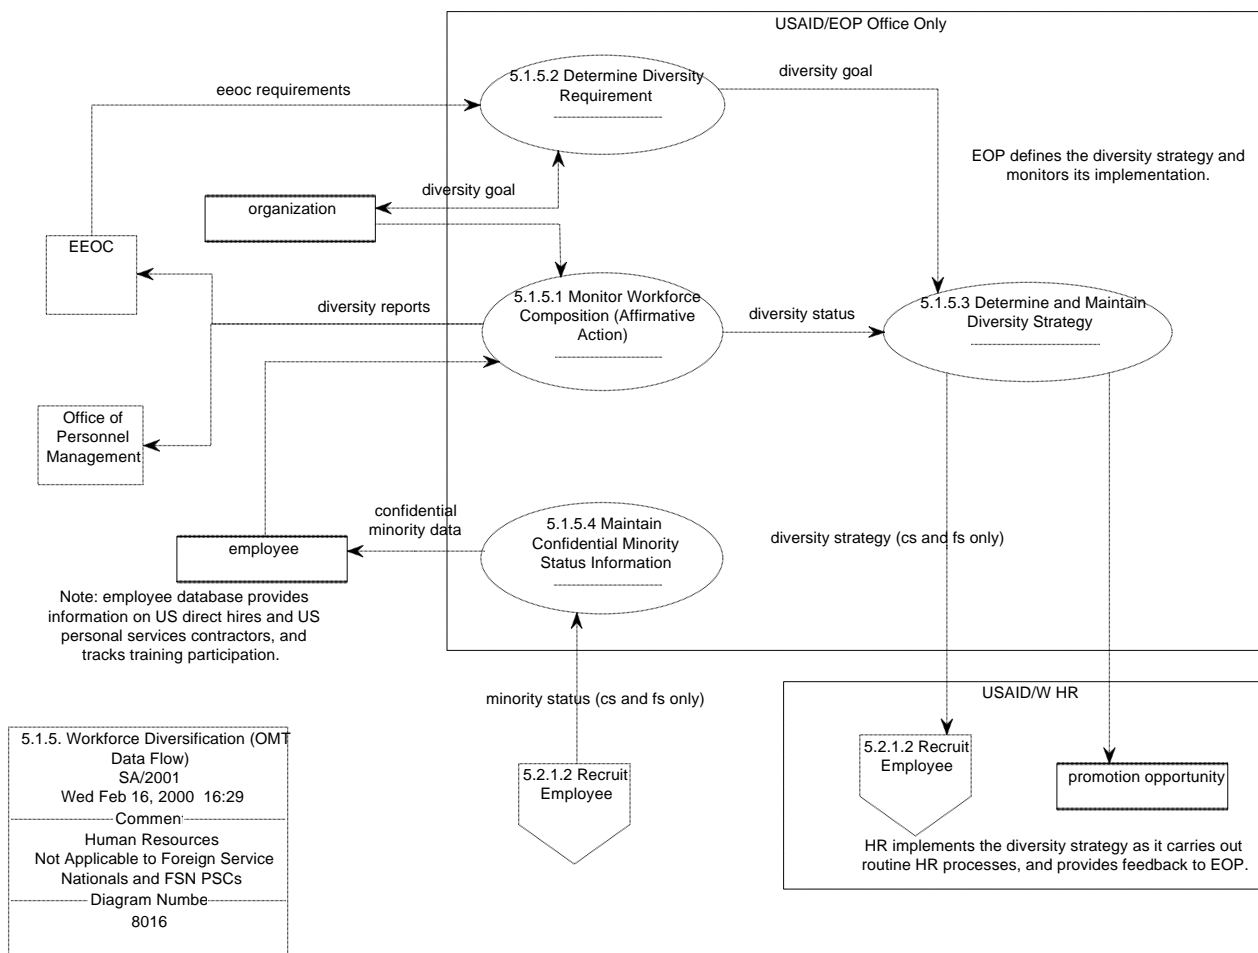 USAID/EOP Office Only
5.1.5.2 Determine Diversity
Requirement
diversity goal
eeoc requirements
EOP defines the diversity strategy and
monitors its implementation.
diversity goal
organization
EEOC
5.1.5.1 Monitor Workforce
Composition (Affirmative
Action)
diversity reports
diversity status
5.1.5.3 Determine and Maintain
Diversity Strategy
Office of
Personnel
Management
confidential
minority data
5.1.5.4 Maintain
Confidential Minority
Status Information
diversity strategy (cs and fs only)
employee
Note: employee database provides
information on US direct hires and US
personal services contractors, and
tracks training participation.
minority status (cs and fs only)
USAID/W HR
5.2.1.2 Recruit
Employee
promotion opportunity
5.2.1.2 Recruit
Employee
HR implements the diversity strategy as it carries out
routine HR processes, and provides feedback to EOP.
5.1.5. Workforce Diversification (OMT
Data Flow)
SA/2001
Wed Feb 16, 2000 16:29
Commen
Human Resources
Not Applicable to Foreign Service
Nationals and FSN PSCs
Diagram Numbe
8016